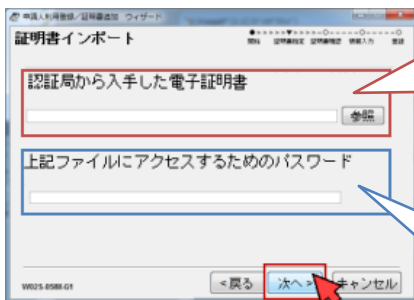 申請人利用登録/証明書追加 ウィザード
証明書インポート
開始 証明書指定 証明書確認 情報入力 登録
認証局から入手した電子証明書
参照
上記ファイルにアクセスするためのパスワード
W025-0588-01
<戻る 次へ> キャンセル